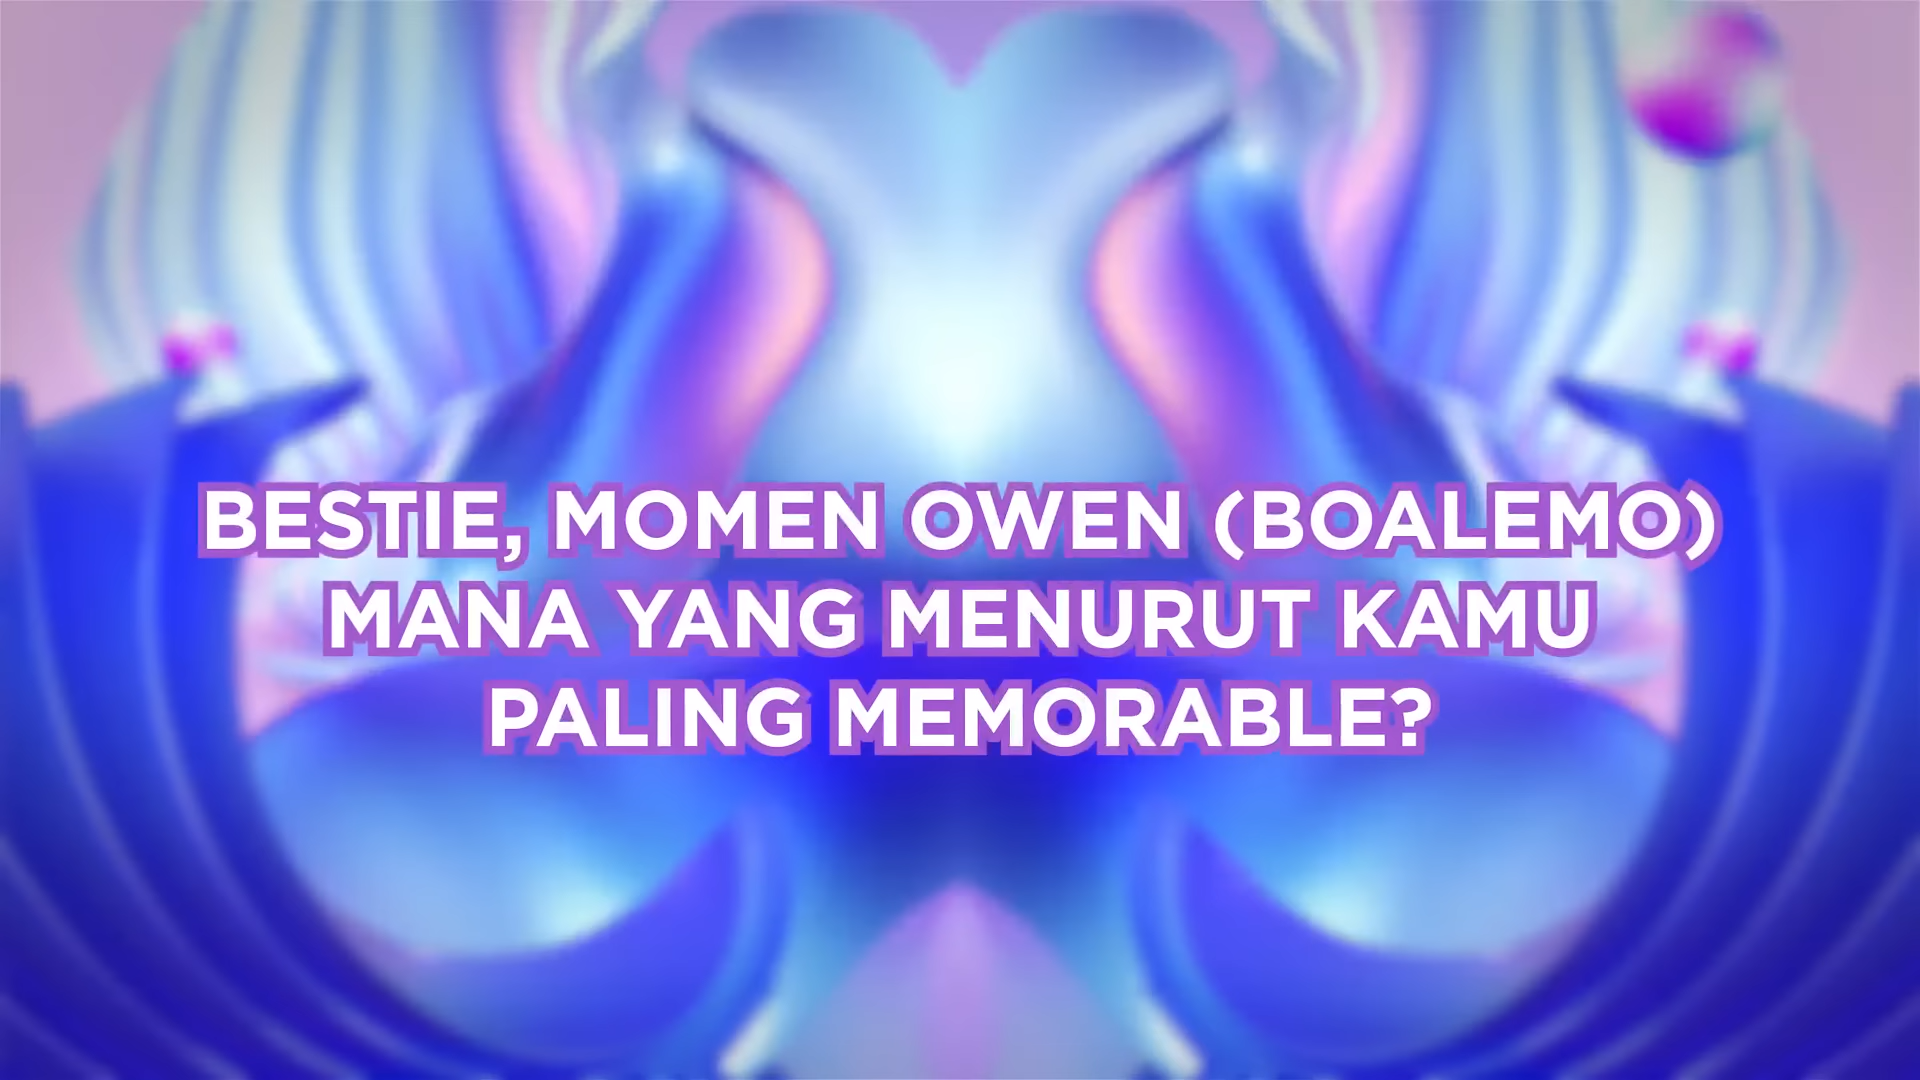 BESTIE, MOMEN OWEN (BOALEMO)
MANA YANG MENURUT KAMU
PALING MEMORABLE?